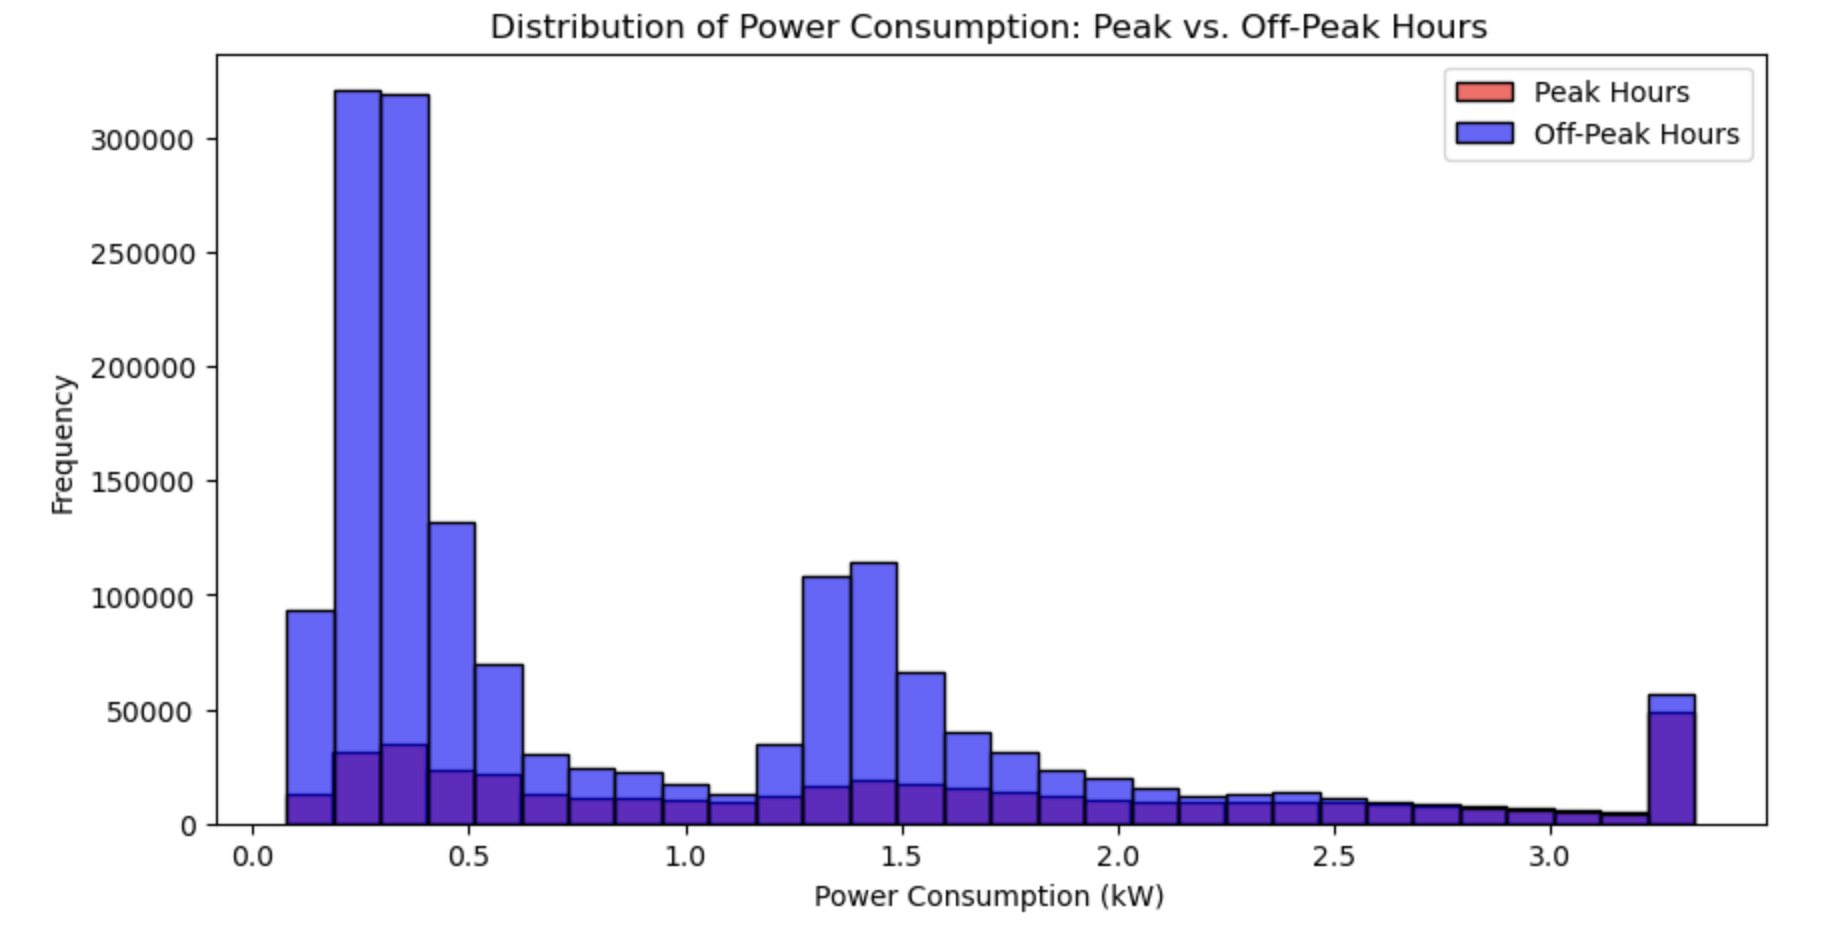 Distribution of Power Consumption: Peak vs. Off-Peak Hours
Peak Hours
Off-Peak Hours
300000
250000
200000
150000
100000
50000
0
Frequency
0.0 0.5 1.0 1.5 2.0 2.5 3.0
Power Consumption (kW)